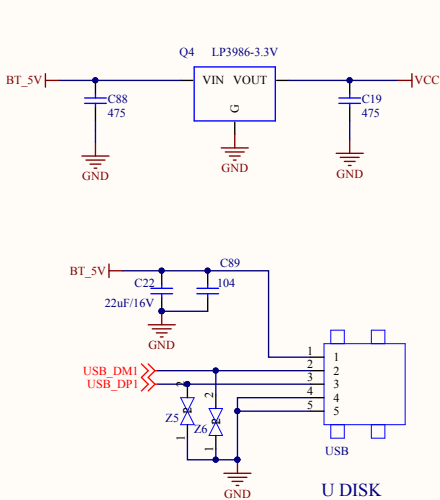 Q4 LP3986-3.3V
BT_5V VIN VOUT VCC
C88 G C19
475 475
GND GND GND
C89
BT_5V
C22 104
22uF/16V
GND
1 1
USB_DM1 2 2
USB_DP1 2 3 3
4 4
2 5 5
Z5 Z6
1 1
USB
GND U DISK